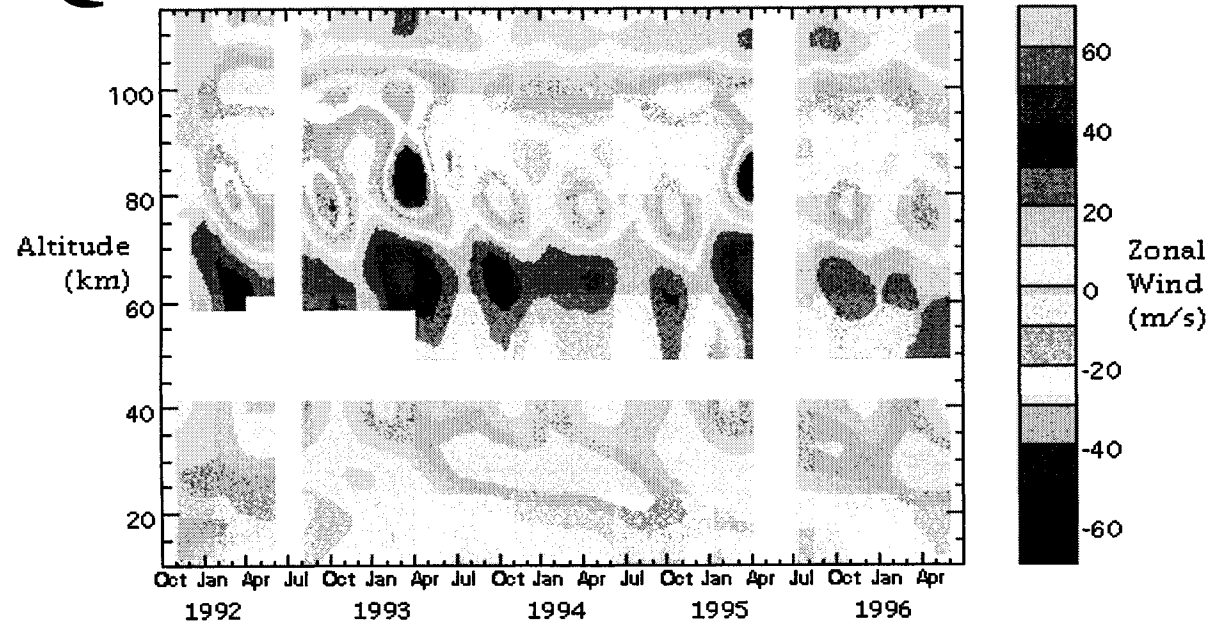 100
80
60
40
20
Altitude
(km)
Oct Jan Apr Jul Oct Jan Apr Jul Oct Jan Apr Jul Oct Jan Apr Jul Oct Jan Apr
1992 1993 1994 1995 1996
60
40
20
0
-20
-40
-60
Zonal
Wind
(m/s)